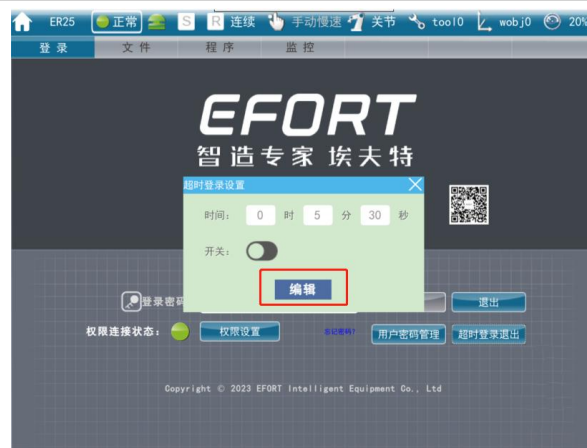 ER25 正常 S R 连续 手动慢速 关节 tool0 wobj0 20%
登录 文件 程序 监控
EFORT
智造专家 埃夫特
超时登录设置
时间： 0 时 5 分 30 秒
开关：
编辑
登录密码 退出
权限连接状态： 权限设置 忘记密码? 用户密码管理 超时登录退出
Copyright © 2023 EFORT Intelligent Equipment Co., Ltd